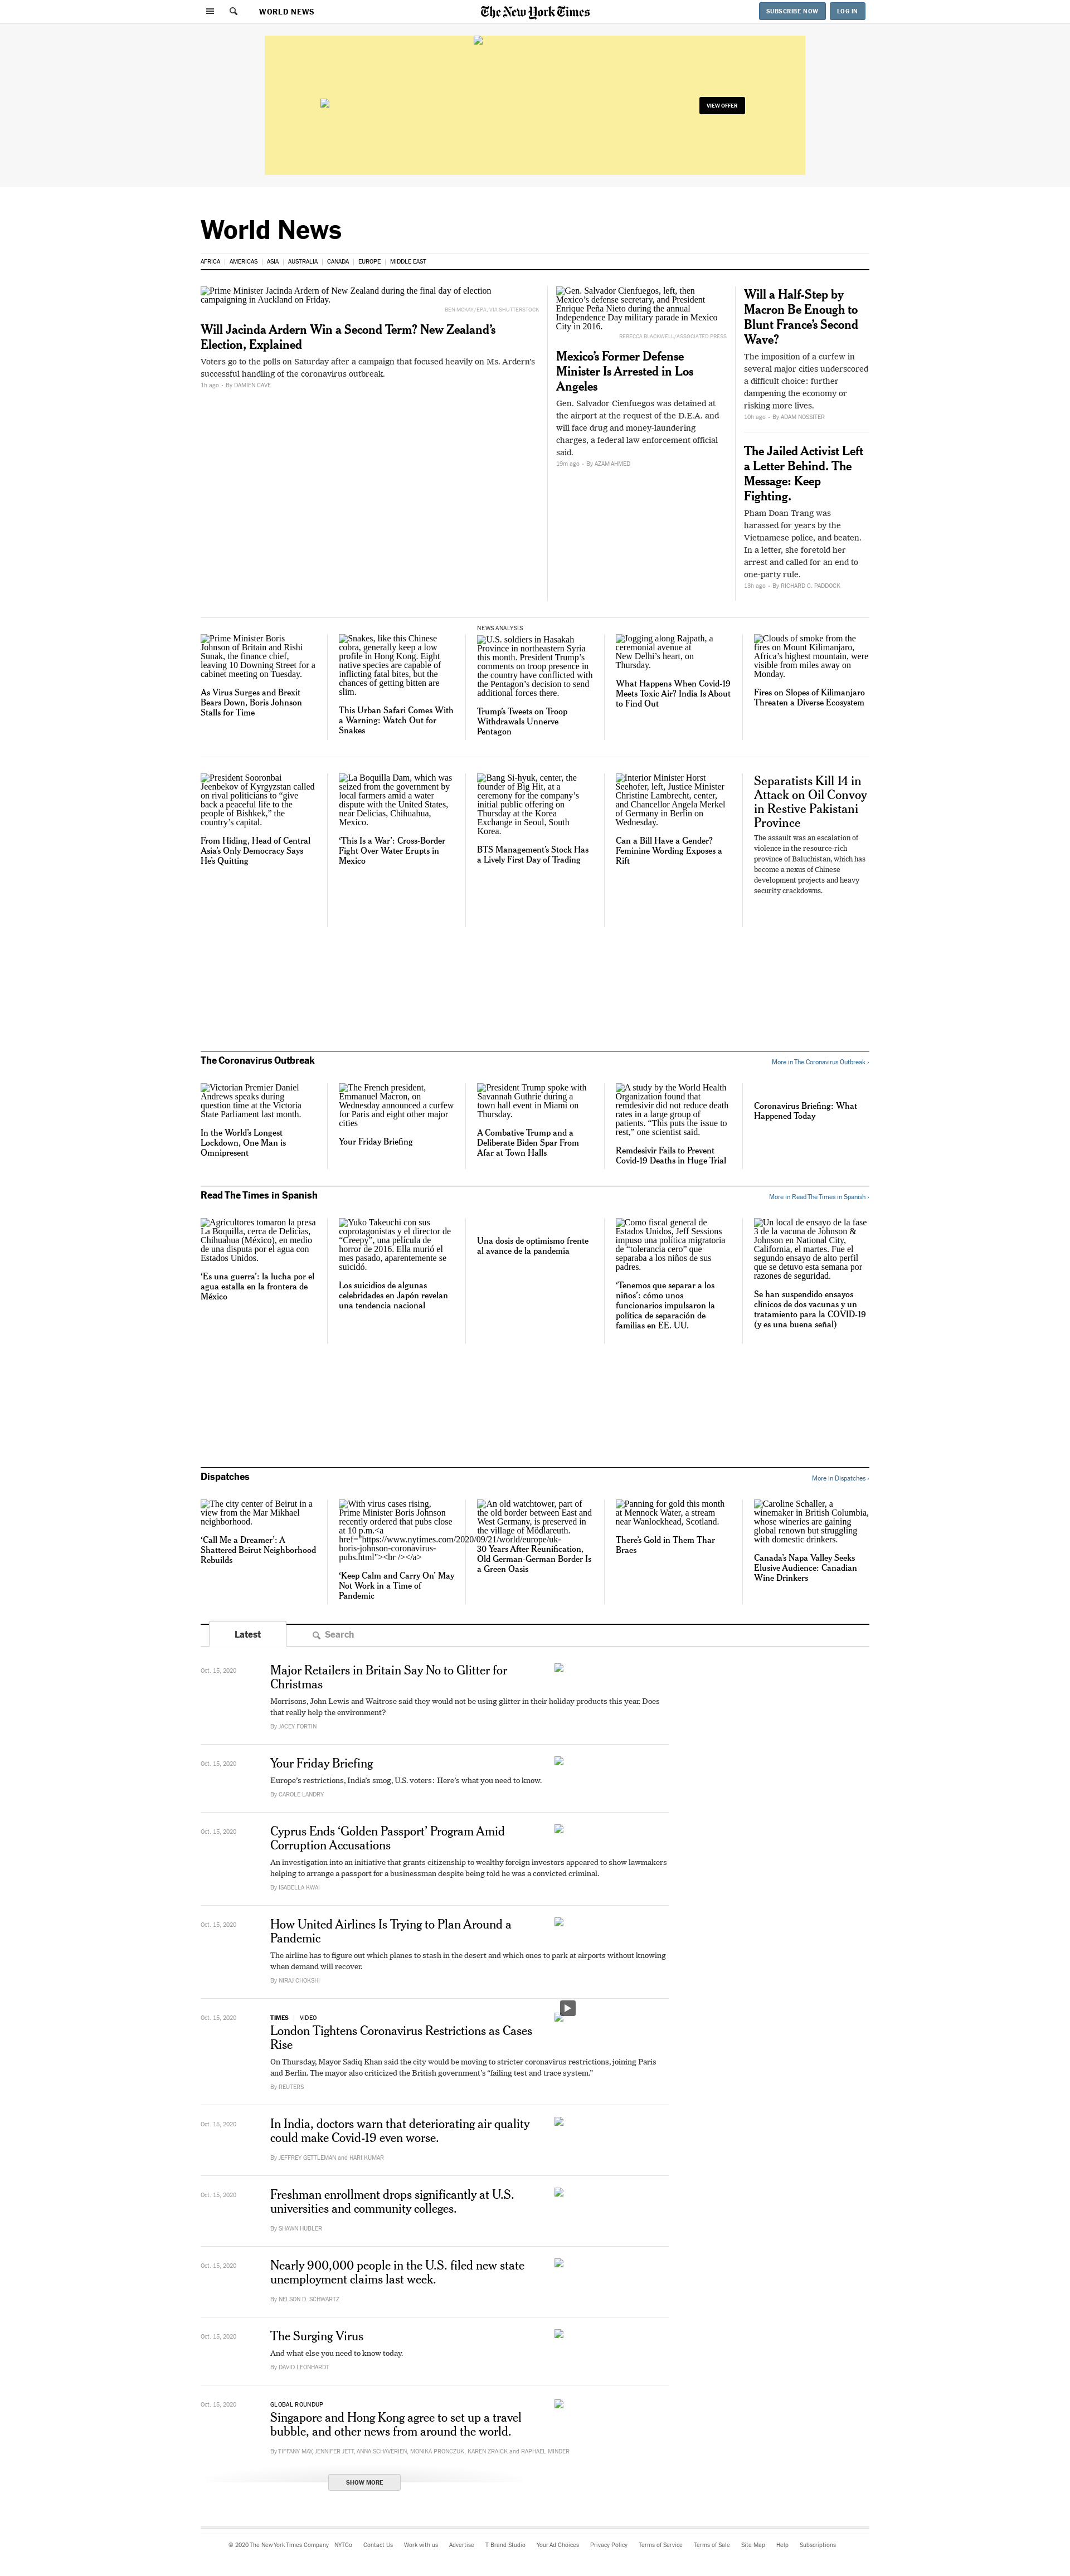 WORLD NEWS
The New York Times
SUBSCRIBE NOW
LOG IN
VIEW OFFER
World News
AFRICA | AMERICAS | ASIA | AUSTRALIA | CANADA | EUROPE | MIDDLE EAST
Prime Minister Jacinda Ardern of New Zealand during the final day of election
campaigning in Auckland on Friday.
BEN MCKAY/EPA, VIA SHUTTERSTOCK
Will Jacinda Ardern Win a Second Term? New Zealand’s
Election, Explained
Voters go to the polls on Saturday after a campaign that focused heavily on Ms. Ardern’s
successful handling of the coronavirus outbreak.
1h ago - By DAMIEN CAVE
Gen. Salvador Cienfuegos, left, then
Mexico’s defense secretary, and President
Enrique Peña Nieto during the annual
Independence Day military parade in Mexico
City in 2016.
REBECCA BLACKWELL/ASSOCIATED PRESS
Mexico’s Former Defense
Minister Is Arrested in Los
Angeles
Gen. Salvador Cienfuegos was detained at
the airport at the request of the D.E.A. and
will face drug and money-laundering
charges, a federal law enforcement official
said.
19m ago - By AZAM AHMED
Will a Half-Step by
Macron Be Enough to
Blunt France’s Second
Wave?
The imposition of a curfew in
several major cities underscored
a difficult choice: further
dampening the economy or
risking more lives.
10h ago - By ADAM NOSSITER
The Jailed Activist Left
a Letter Behind. The
Message: Keep
Fighting.
Pham Doan Trang was
harassed for years by the
Vietnamese police, and beaten.
In a letter, she foretold her
arrest and called for an end to
one-party rule.
13h ago - By RICHARD C. PADDOCK
Prime Minister Boris
Johnson of Britain and Rishi
Sunak, the finance chief,
leaving 10 Downing Street for a
cabinet meeting on Tuesday.
As Virus Surges and Brexit
Bears Down, Boris Johnson
Stalls for Time
Snakes, like this Chinese
cobra, generally keep a low
profile in Hong Kong. Eight
native species are capable of
inflicting fatal bites, but the
chances of getting bitten are
slim.
This Urban Safari Comes With
a Warning: Watch Out for
Snakes
NEWS ANALYSIS
U.S. soldiers in Hasakah
Province in northeastern Syria
this month. President Trump’s
comments on troop presence in
the country have conflicted with
the Pentagon’s decision to send
additional forces there.
Trump’s Tweets on Troop
Withdrawals Unnerve
Pentagon
Jogging along Rajpath, a
ceremonial avenue at
New Delhi’s heart, on
Thursday.
What Happens When Covid-19
Meets Toxic Air? India Is About
to Find Out
Clouds of smoke from the
fires on Mount Kilimanjaro,
Africa’s highest mountain, were
visible from miles away on
Monday.
Fires on Slopes of Kilimanjaro
Threaten a Diverse Ecosystem
President Sooronbai
Jeenbekov of Kyrgyzstan called
on rival politicians to “give
back a peaceful life to the
people of Bishkek,” the
country’s capital.
From Hiding, Head of Central
Asia’s Only Democracy Says
He’s Quitting
La Boquilla Dam, which was
seized from the government by
local farmers amid a water
dispute with the United States,
near Delicias, Chihuahua,
Mexico.
‘This Is a War’: Cross-Border
Fight Over Water Erupts in
Mexico
Bang Si-hyuk, center, the
founder of Big Hit, at a
ceremony for the company’s
initial public offering on
Thursday at the Korea
Exchange in Seoul, South
Korea.
BTS Management’s Stock Has
a Lively First Day of Trading
Interior Minister Horst
Seehofer, left, Justice Minister
Christine Lambrecht, center,
and Chancellor Angela Merkel
of Germany in Berlin on
Wednesday.
Can a Bill Have a Gender?
Feminine Wording Exposes a
Rift
Separatists Kill 14 in
Attack on Oil Convoy
in Restive Pakistani
Province
The assault was an escalation of
violence in the resource-rich
province of Baluchistan, which has
become a nexus of Chinese
development projects and heavy
security crackdowns.
The Coronavirus Outbreak
More in The Coronavirus Outbreak ›
Victorian Premier Daniel
Andrews speaks during
question time at the Victoria
State Parliament last month.
In the World’s Longest
Lockdown, One Man is
Omnipresent
The French president,
Emmanuel Macron, on
Wednesday announced a curfew
for Paris and eight other major
cities
Your Friday Briefing
President Trump spoke with
Savannah Guthrie during a
town hall event in Miami on
Thursday.
A Combative Trump and a
Deliberate Biden Spar From
Afar at Town Halls
A study by the World Health
Organization found that
remdesivir did not reduce death
rates in a large group of
patients. “This puts the issue to
rest,” one scientist said.
Remdesivir Fails to Prevent
Covid-19 Deaths in Huge Trial
Coronavirus Briefing: What
Happened Today
Read The Times in Spanish
More in Read The Times in Spanish ›
Agricultores tomaron la presa
La Boquilla, cerca de Delicias,
Chihuahua (México), en medio
de una disputa por el agua con
Estados Unidos.
‘Es una guerra’: la lucha por el
agua estalla en la frontera de
México
Yuko Takeuchi con sus
coprotagonistas y el director de
“Creepy”, una película de
horror de 2016. Ella murió el
mes pasado, aparentemente se
suicidó.
Los suicidios de algunas
celebridades en Japón revelan
una tendencia nacional
Una dosis de optimismo frente
al avance de la pandemia
Como fiscal general de
Estados Unidos, Jeff Sessions
impuso una política migratoria
de “tolerancia cero” que
separaba a los niños de sus
padres.
‘Tenemos que separar a los
niños’: cómo unos
funcionarios impulsaron la
política de separación de
familias en EE. UU.
Un local de ensayo de la fase
3 de la vacuna de Johnson &
Johnson en National City,
California, el martes. Fue el
segundo ensayo de alto perfil
que se detuvo esta semana por
razones de seguridad.
Se han suspendido ensayos
clínicos de dos vacunas y un
tratamiento para la COVID-19
(y es una buena señal)
Dispatches
More in Dispatches ›
The city center of Beirut in a
view from the Mar Mikhael
neighborhood.
‘Call Me a Dreamer’: A
Shattered Beirut Neighborhood
Rebuilds
With virus cases rising,
Prime Minister Boris Johnson
recently ordered that pubs close
at 10 p.m.<a
href="https://www.nytimes.com/2020/09/21/world/europe/uk-
boris-johnson-coronavirus-
pubs.html"><br /></a>
‘Keep Calm and Carry On’ May
Not Work in a Time of
Pandemic
An old watchtower, part of
the old border between East and
West Germany, is preserved in
the village of Mödlareuth.
30 Years After Reunification,
Old German-German Border Is
a Green Oasis
Panning for gold this month
at Mennock Water, a stream
near Wanlockhead, Scotland.
There’s Gold in Them Thar
Braes
Caroline Schaller, a
winemaker in British Columbia,
whose wineries are gaining
global renown but struggling
with domestic drinkers.
Canada’s Napa Valley Seeks
Elusive Audience: Canadian
Wine Drinkers
Latest
Search
Oct. 15, 2020
Major Retailers in Britain Say No to Glitter for
Christmas
Morrisons, John Lewis and Waitrose said they would not be using glitter in their holiday products this year. Does
that really help the environment?
By JACEY FORTIN
Oct. 15, 2020
Your Friday Briefing
Europe’s restrictions, India’s smog, U.S. voters: Here’s what you need to know.
By CAROLE LANDRY
Oct. 15, 2020
Cyprus Ends ‘Golden Passport’ Program Amid
Corruption Accusations
An investigation into an initiative that grants citizenship to wealthy foreign investors appeared to show lawmakers
helping to arrange a passport for a businessman despite being told he was a convicted criminal.
By ISABELLA KWAI
Oct. 15, 2020
How United Airlines Is Trying to Plan Around a
Pandemic
The airline has to figure out which planes to stash in the desert and which ones to park at airports without knowing
when demand will recover.
By NIRAJ CHOKSHI
Oct. 15, 2020
TIMES | VIDEO
London Tightens Coronavirus Restrictions as Cases
Rise
On Thursday, Mayor Sadiq Khan said the city would be moving to stricter coronavirus restrictions, joining Paris
and Berlin. The mayor also criticized the British government’s “failing test and trace system.”
By REUTERS
Oct. 15, 2020
In India, doctors warn that deteriorating air quality
could make Covid-19 even worse.
By JEFFREY GETTLEMAN and HARI KUMAR
Oct. 15, 2020
Freshman enrollment drops significantly at U.S.
universities and community colleges.
By SHAWN HUBLER
Oct. 15, 2020
Nearly 900,000 people in the U.S. filed new state
unemployment claims last week.
By NELSON D. SCHWARTZ
Oct. 15, 2020
The Surging Virus
And what else you need to know today.
By DAVID LEONHARDT
Oct. 15, 2020
GLOBAL ROUNDUP
Singapore and Hong Kong agree to set up a travel
bubble, and other news from around the world.
By TIFFANY MAY, JENNIFER JETT, ANNA SCHAVERIEN, MONIKA PRONCZUK, KAREN ZRAICK and RAPHAEL MINDER
SHOW MORE
© 2020 The New York Times Company NYTCo Contact Us Work with us Advertise T Brand Studio Your Ad Choices Privacy Policy Terms of Service Terms of Sale Site Map Help Subscriptions